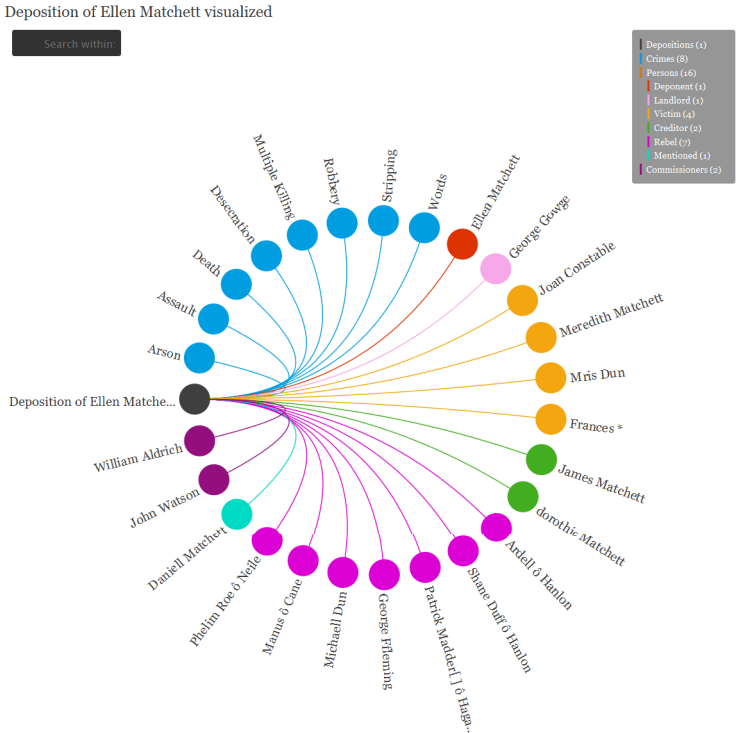 Deposition of Ellen Matchett visualized
Search within:
Depositions (1)
Crimes (8)
Persons (16)
Deponent (1)
Landlord (1)
Victim (4)
Creditor (2)
Rebel (7)
Mentioned (1)
Commissioners (2)
Deposition of Ellen Matche...
Arson
Assault
Death
Desecration
Multiple Killing
Robbery
Stripping
Words
Ellen Matchett
George Gowge
Joan Constable
Meredith Matchett
Mris Dun
Frances *
James Matchett
dorothie Matchett
Ardell ô Hanlon
Shane Duff ô Hanlon
Patrick Madder[ ] ô Haga...
George Ffleming
Michaell Dun
Manus ô Cane
Phelim Roe ô Neile
Daniell Matchett
John Watson
William Aldrich